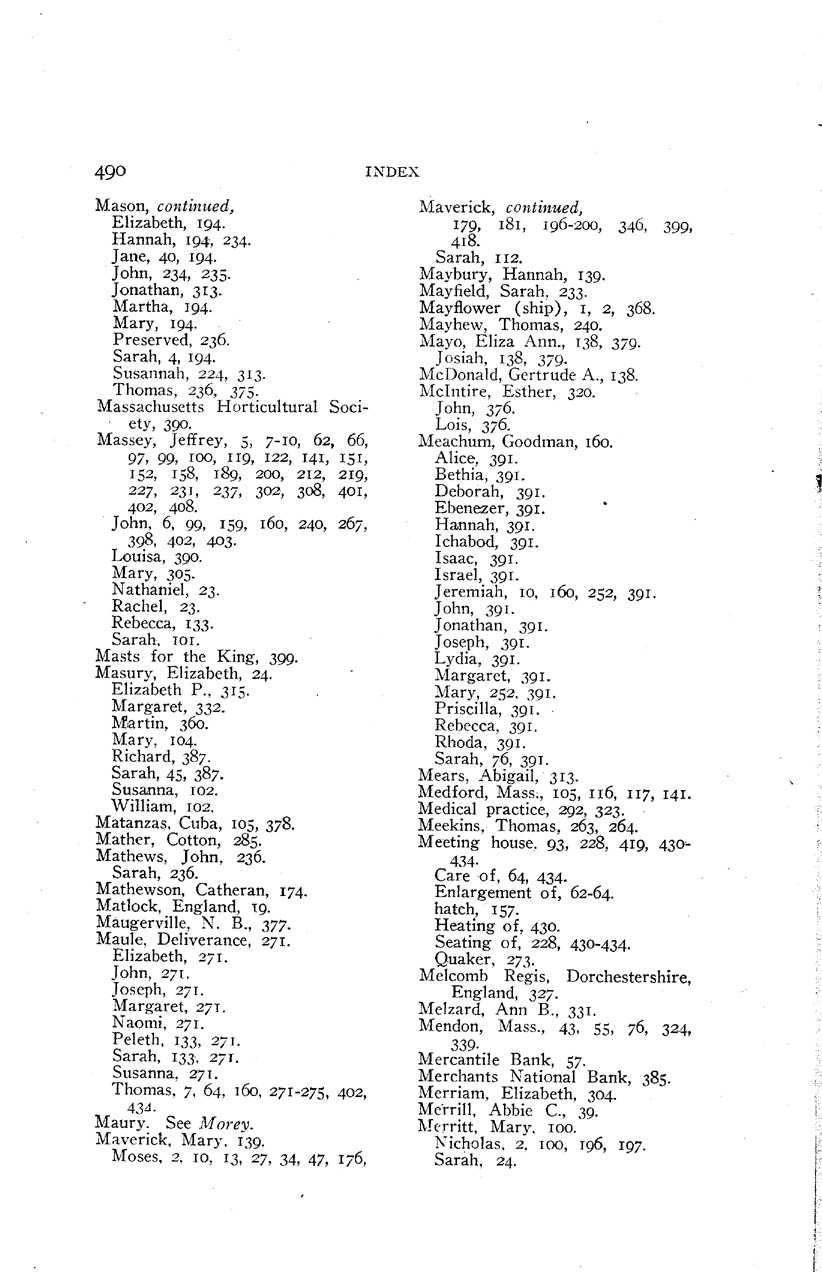 490
INDEX
Mason, continued,
Elizabeth, 194.
Hannah, 194, 234.
Jane, 40, 194.
John, 234, 235.
Jonathan, 313.
Martha, 194.
Mary, 194.
Preserved, 236.
Sarah, 4, 194.
Susannah, 224, 313.
Thomas, 236, 375.
Massachusetts Horticultural Soci-
ety, 390.
Massey, Jeffrey, 5, 7-10, 62, 66,
97, 99, 100, 119, 122, 141, 151,
152, 158, 189, 200, 212, 219,
227, 231, 237, 302, 308, 401,
402, 408.
John, 6, 99, 159, 160, 240, 267,
398, 402, 403.
Louisa, 390.
Mary, 305.
Nathaniel, 23.
Rachel, 23.
Rebecca, 133.
Sarah, 101.
Masts for the King, 399.
Masury, Elizabeth, 24.
Elizabeth P., 315.
Margaret, 332.
Martin, 360.
Mary, 104.
Richard, 387.
Sarah, 45, 387.
Susanna, 102.
William, 102.
Matanzas, Cuba, 105, 378.
Mather, Cotton, 285.
Mathews, John, 236.
Sarah, 236.
Mathewson, Catheran, 174.
Matlock, England, 19.
Maugerville, N. B., 377.
Maule, Deliverance, 271.
Elizabeth, 271.
John, 271.
Joseph, 271.
Margaret, 271.
Naomi, 271.
Peleth, 133, 271.
Sarah, 133, 271.
Susanna, 271.
Thomas, 7, 64, 160, 271-275, 402,
434.
Maury. See Morey.
Maverick, Mary, 139.
Moses, 2, 10, 13, 27, 34, 47, 176,
Maverick, continued,
179, 181, 196-200, 346, 399,
418.
Sarah, 112.
Maybury, Hannah, 139.
Mayfield, Sarah, 233.
Mayflower (ship), 1, 2, 368.
Mayhew, Thomas, 240.
Mayo, Eliza Ann., 138, 379.
Josiah, 138, 379.
McDonald, Gertrude A., 138.
McIntire, Esther, 320.
John, 376.
Lois, 376.
Meachum, Goodman, 160.
Alice, 391.
Bethia, 391.
Deborah, 391.
Ebenezer, 391.
Hannah, 391.
Ichabod, 391.
Isaac, 391.
Israel, 391.
Jeremiah, 10, 160, 252, 391.
John, 391.
Jonathan, 391.
Joseph, 391.
Lydia, 391.
Margaret, 391.
Mary, 252, 391.
Priscilla, 391.
Rebecca, 391.
Rhoda, 391.
Sarah, 76, 391.
Mears, Abigail, 313.
Medford, Mass., 105, 116, 117, 141.
Medical practice, 292, 323.
Meekins, Thomas, 263, 264.
Meeting house, 93, 228, 419, 430-
434.
Care of, 64, 434.
Enlargement of, 62-64.
hatch, 157.
Heating of, 430.
Seating of, 228, 430-434.
Quaker, 273.
Melcomb Regis, Dorchestershire,
England, 327.
Melzard, Ann B., 331.
Mendon, Mass., 43, 55, 76, 324,
339.
Mercantile Bank, 57.
Merchants National Bank, 385.
Merriam, Elizabeth, 304.
Merrill, Abbie C., 39.
Merritt, Mary, 100.
Nicholas, 2, 100, 196, 197.
Sarah, 24.